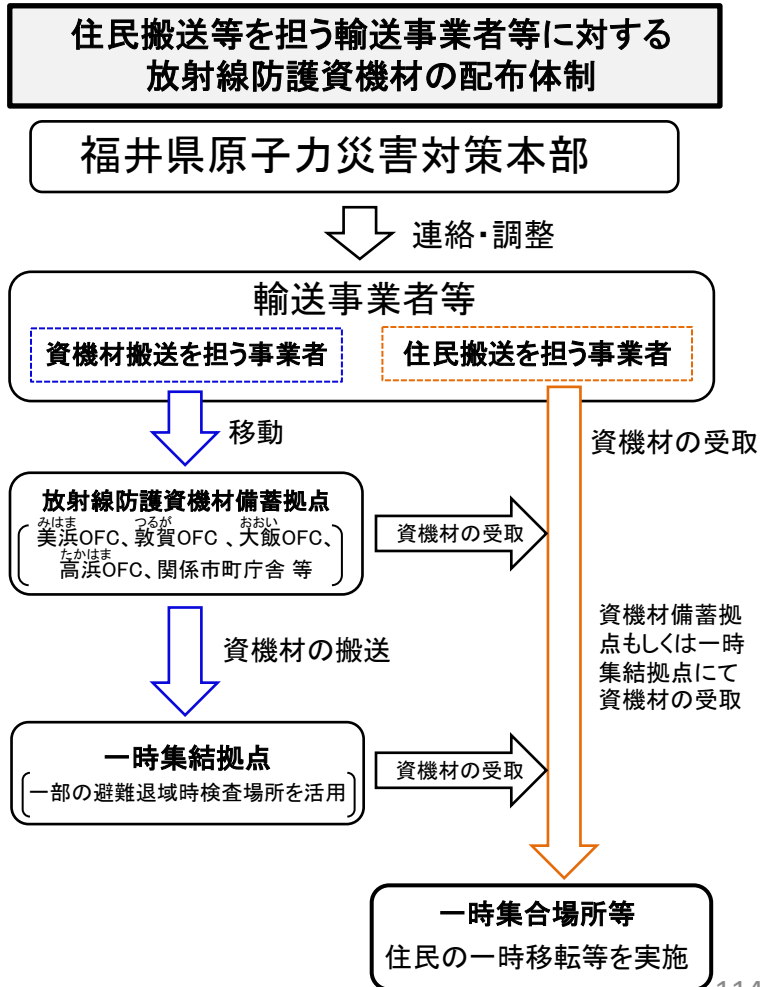 住民搬送等を担う輸送事業者等に対する
放射線防護資機材の配布体制
福井県原子力災害対策本部
連絡・調整
輸送事業者等
資機材搬送を担う事業者
住民搬送を担う事業者
移動
資機材の受取
放射線防護資機材備蓄拠点
みはま つるが おおい
美浜OFC、敦賀OFC 、大飯OFC、
たかはま
高浜OFC、関係市町庁舎 等
資機材の受取
資機材の搬送
資機材備蓄拠
点もしくは一時
集結拠点にて
資機材の受取
一時集結拠点
一部の避難退域時検査場所を活用
資機材の受取
一時集合場所等
住民の一時移転等を実施
114